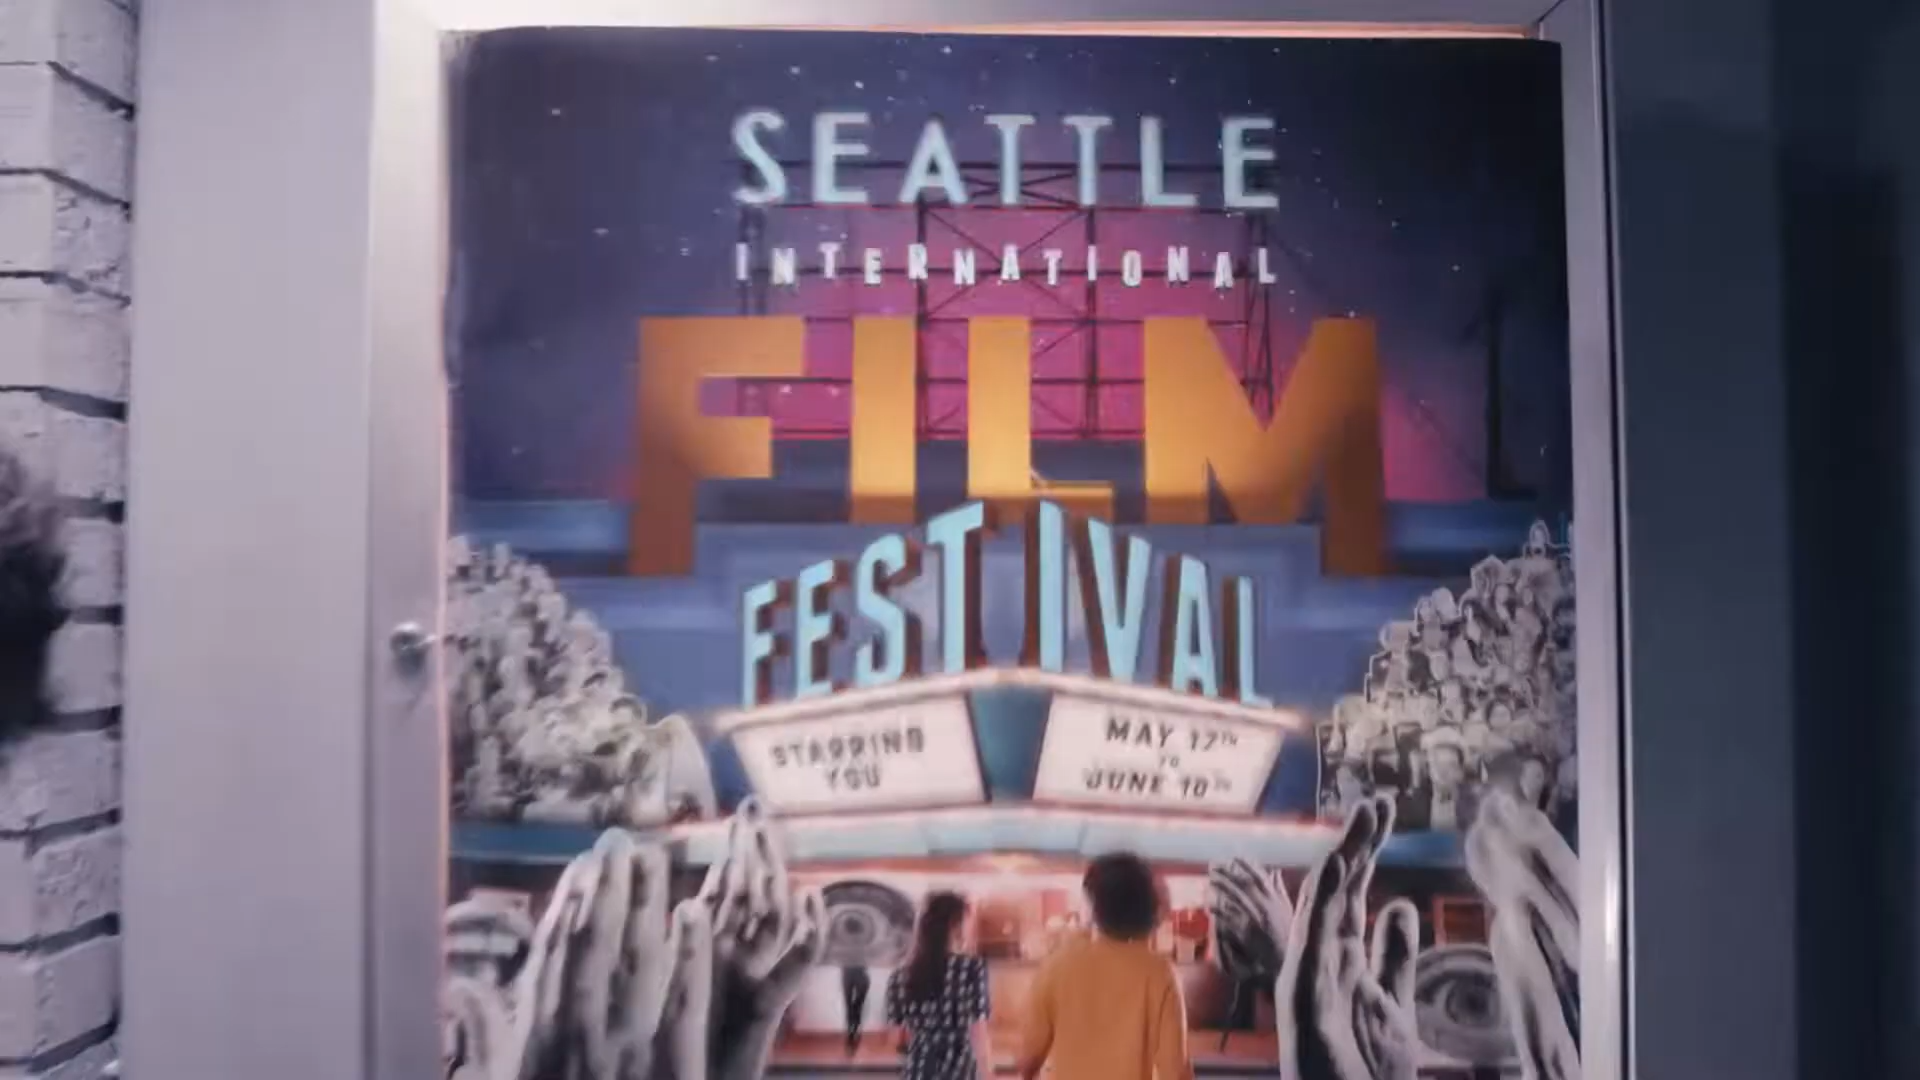 SEATTLE
INTERNATIONAL
FILM
FESTIVAL
STARRING
YOU
MAY 17TH
TO
JUNE 10TH